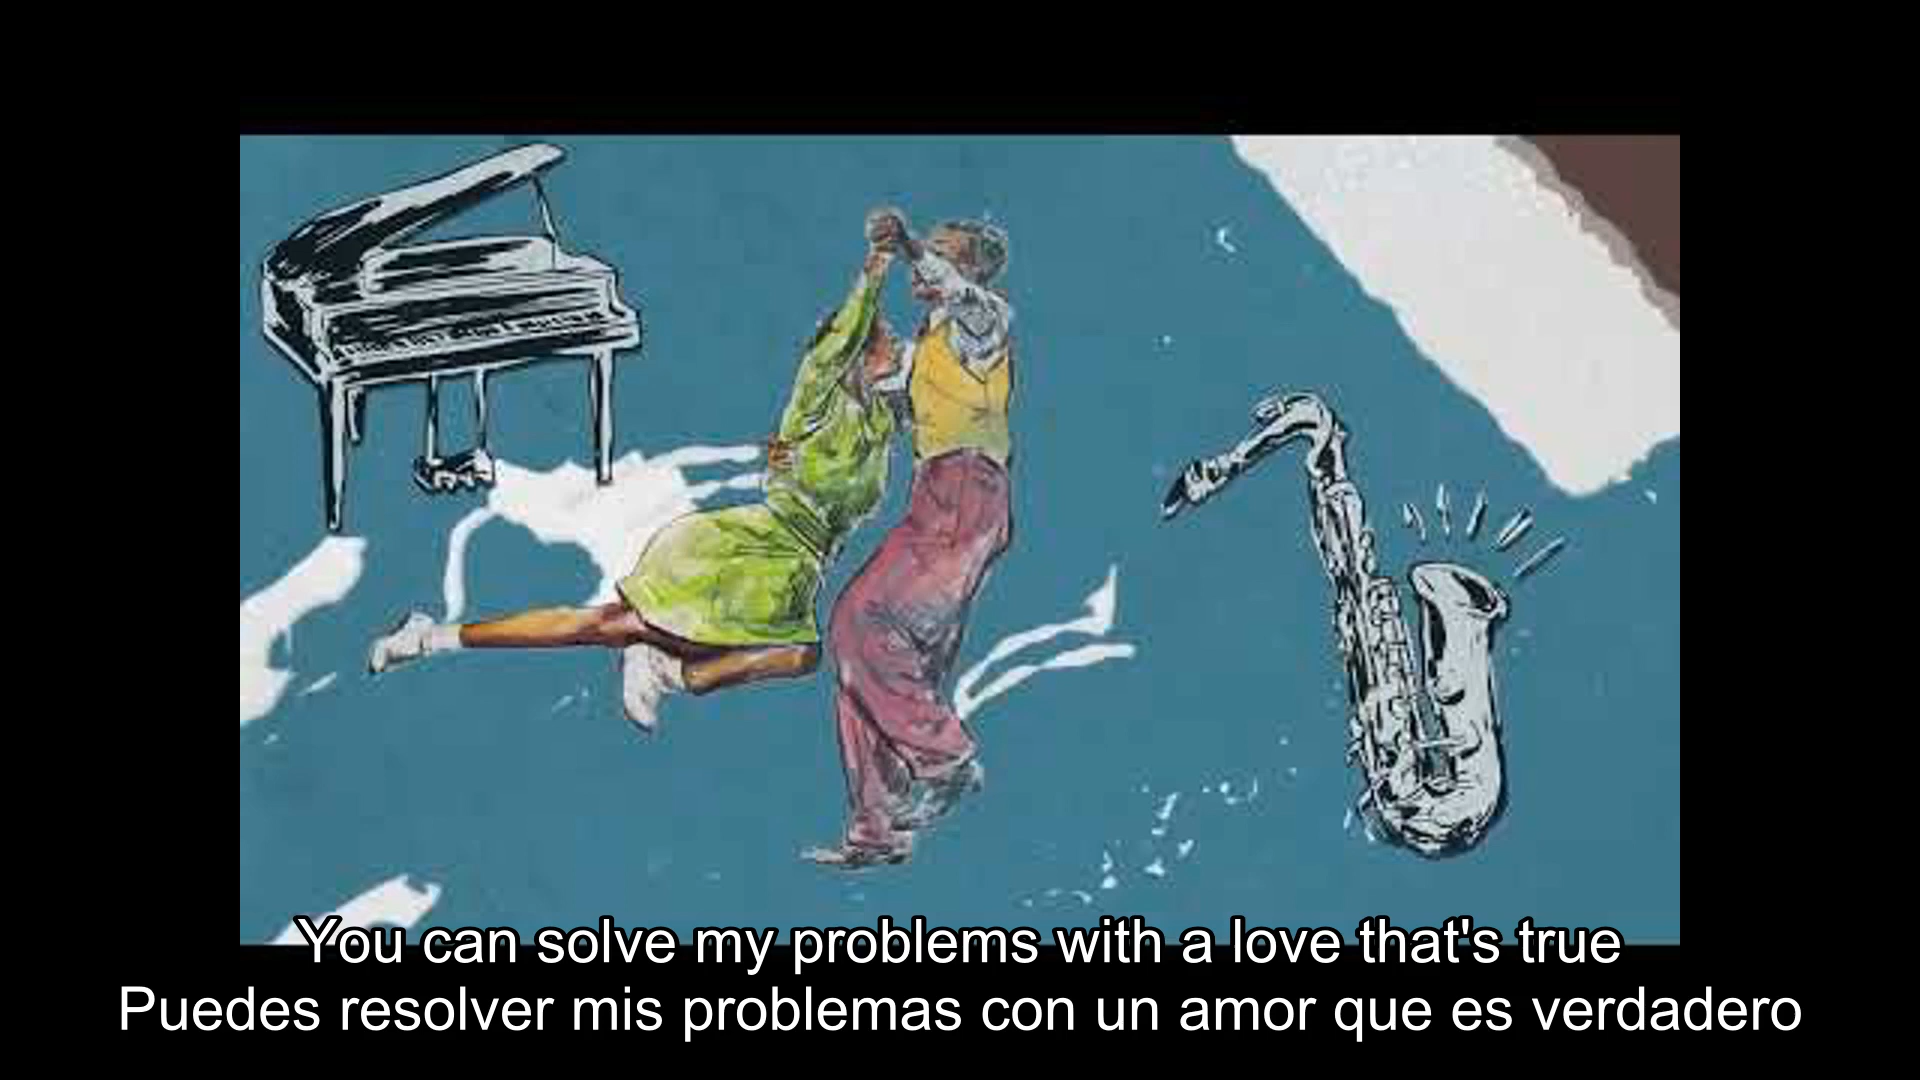 You can solve my problems with a love that's true
Puedes resolver mis problemas con un amor que es verdadero